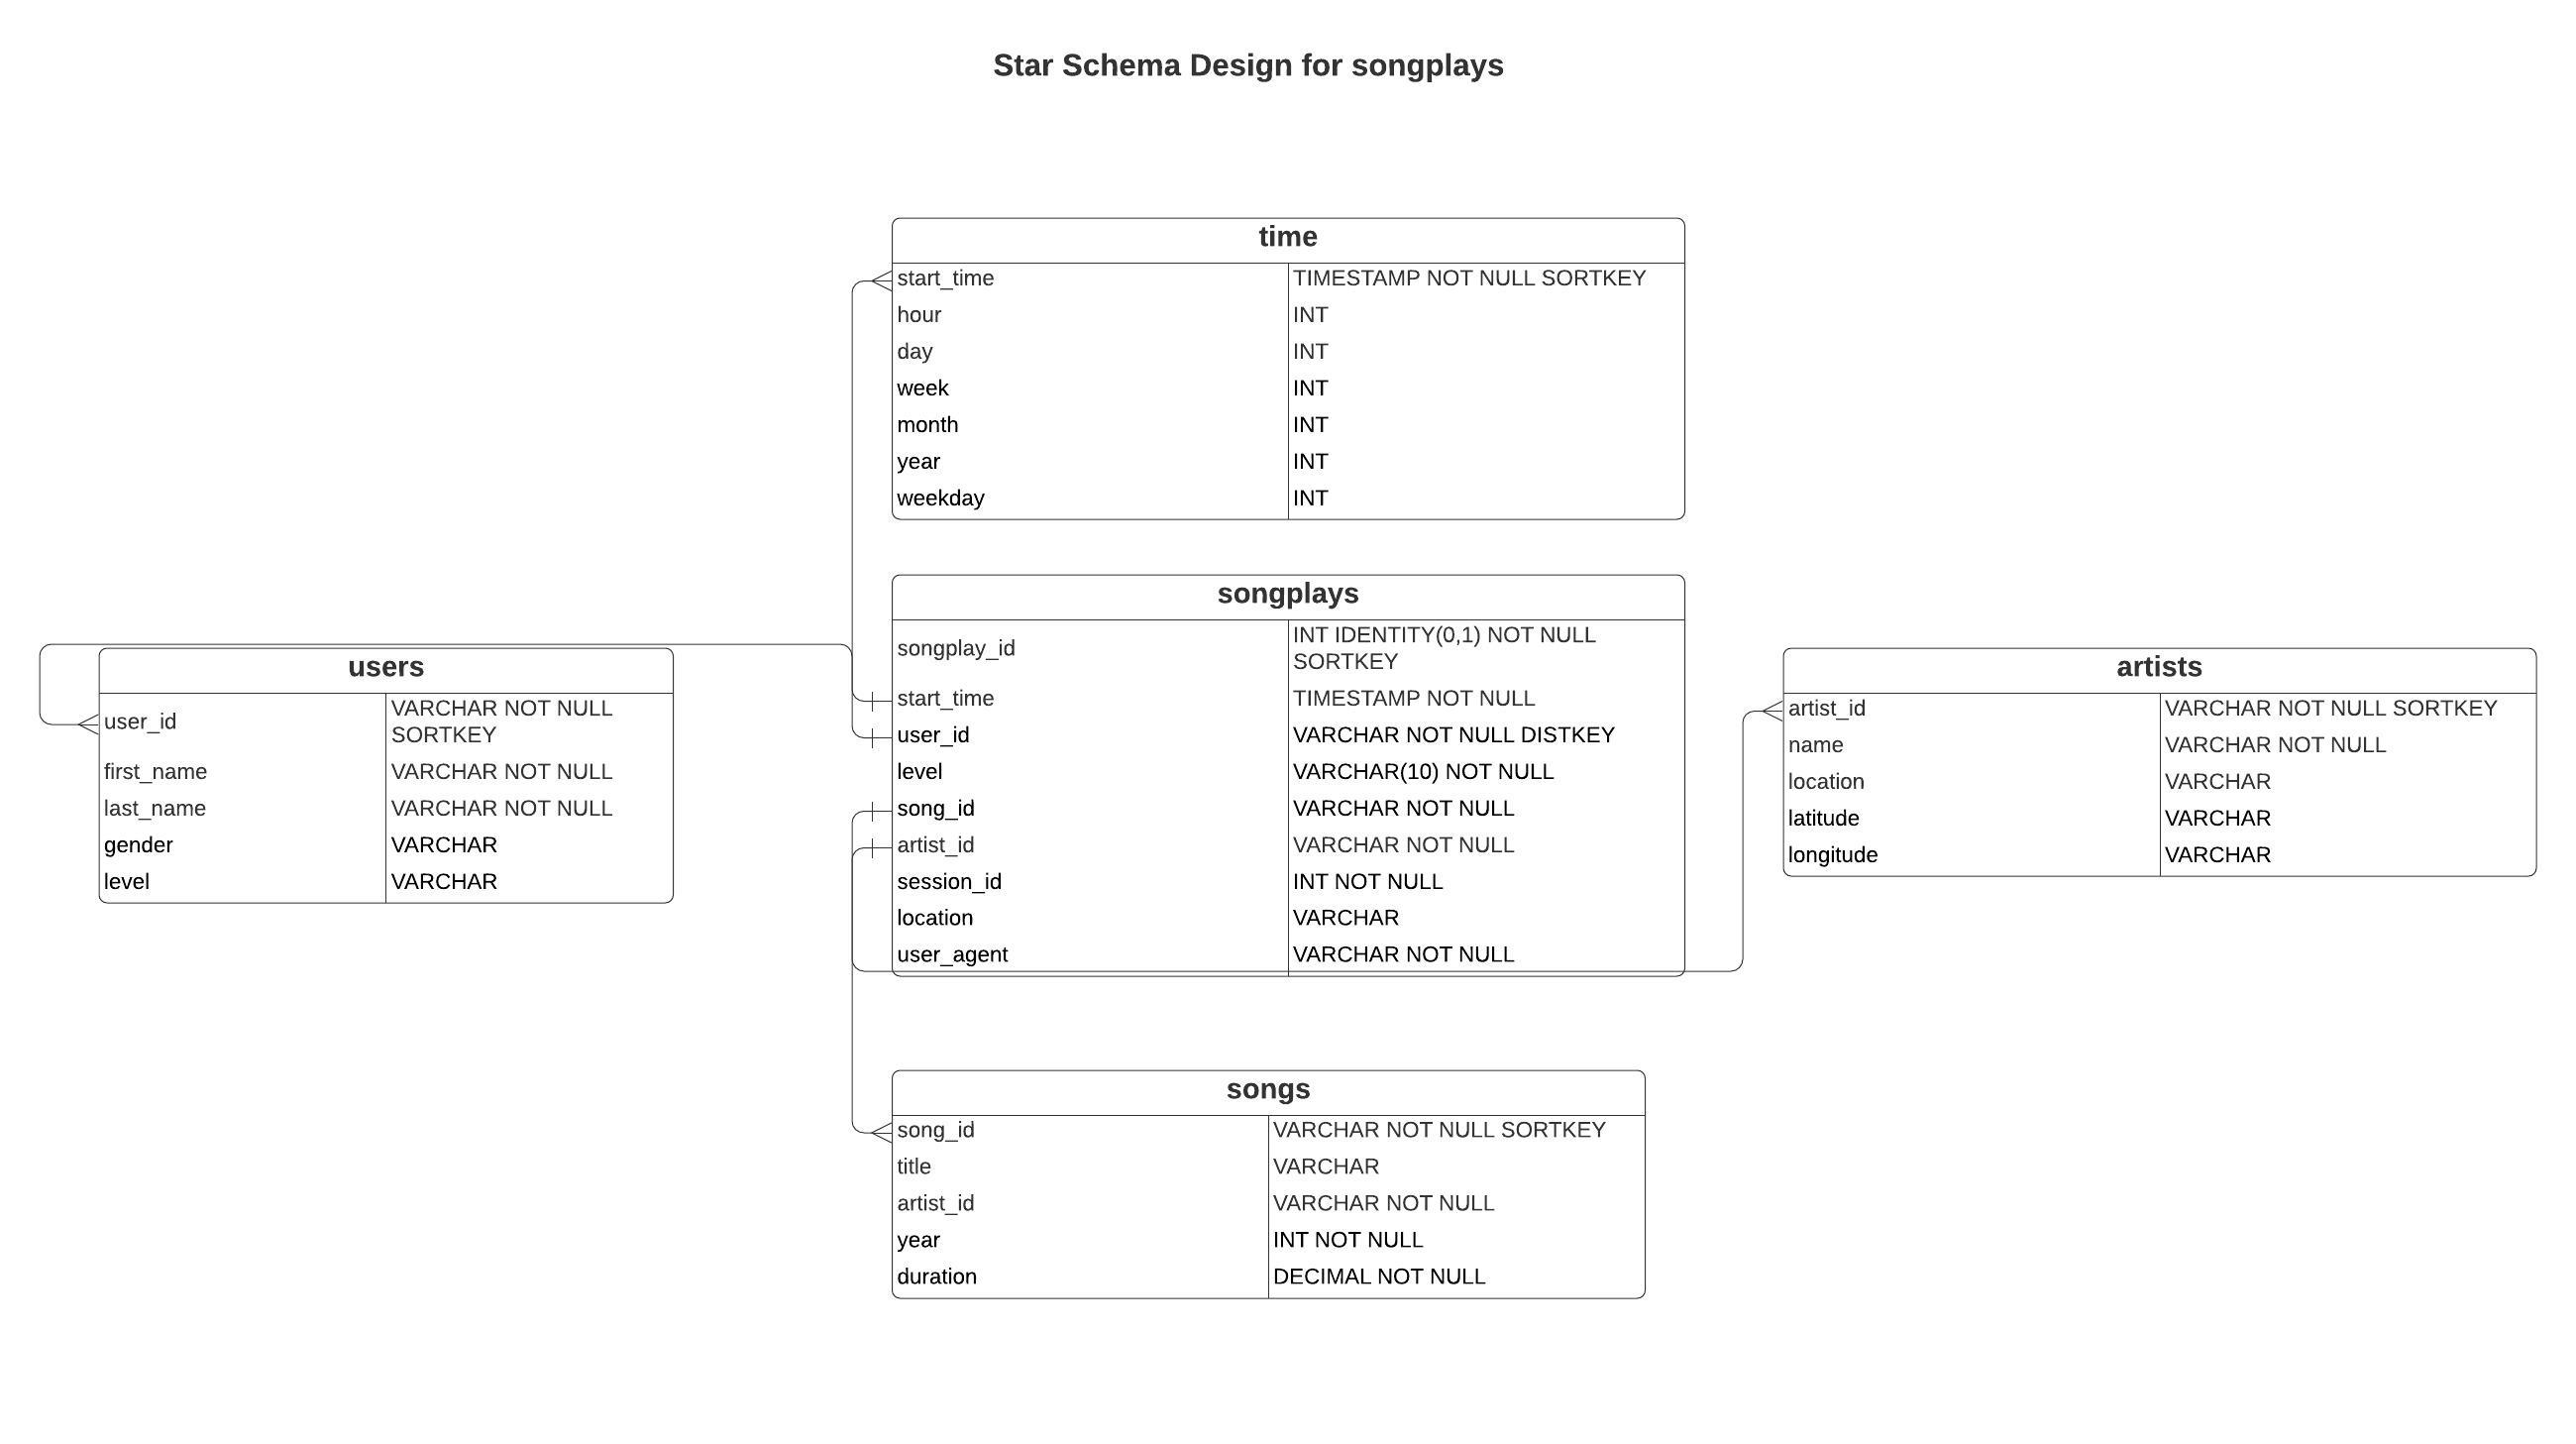 Star Schema Design for songplays
time
start_time TIMESTAMP NOT NULL SORTKEY
hour INT
day INT
week INT
month INT
year INT
weekday INT
songplays
songplay_id INT IDENTITY(0,1) NOT NULL
SORTKEY
start_time TIMESTAMP NOT NULL
user_id VARCHAR NOT NULL DISTKEY
level VARCHAR(10) NOT NULL
song_id VARCHAR NOT NULL
artist_id VARCHAR NOT NULL
session_id INT NOT NULL
location VARCHAR
user_agent VARCHAR NOT NULL
users
user_id VARCHAR NOT NULL
SORTKEY
first_name VARCHAR NOT NULL
last_name VARCHAR NOT NULL
gender VARCHAR
level VARCHAR
artists
artist_id VARCHAR NOT NULL SORTKEY
name VARCHAR NOT NULL
location VARCHAR
latitude VARCHAR
longitude VARCHAR
songs
song_id VARCHAR NOT NULL SORTKEY
title VARCHAR
artist_id VARCHAR NOT NULL
year INT NOT NULL
duration DECIMAL NOT NULL